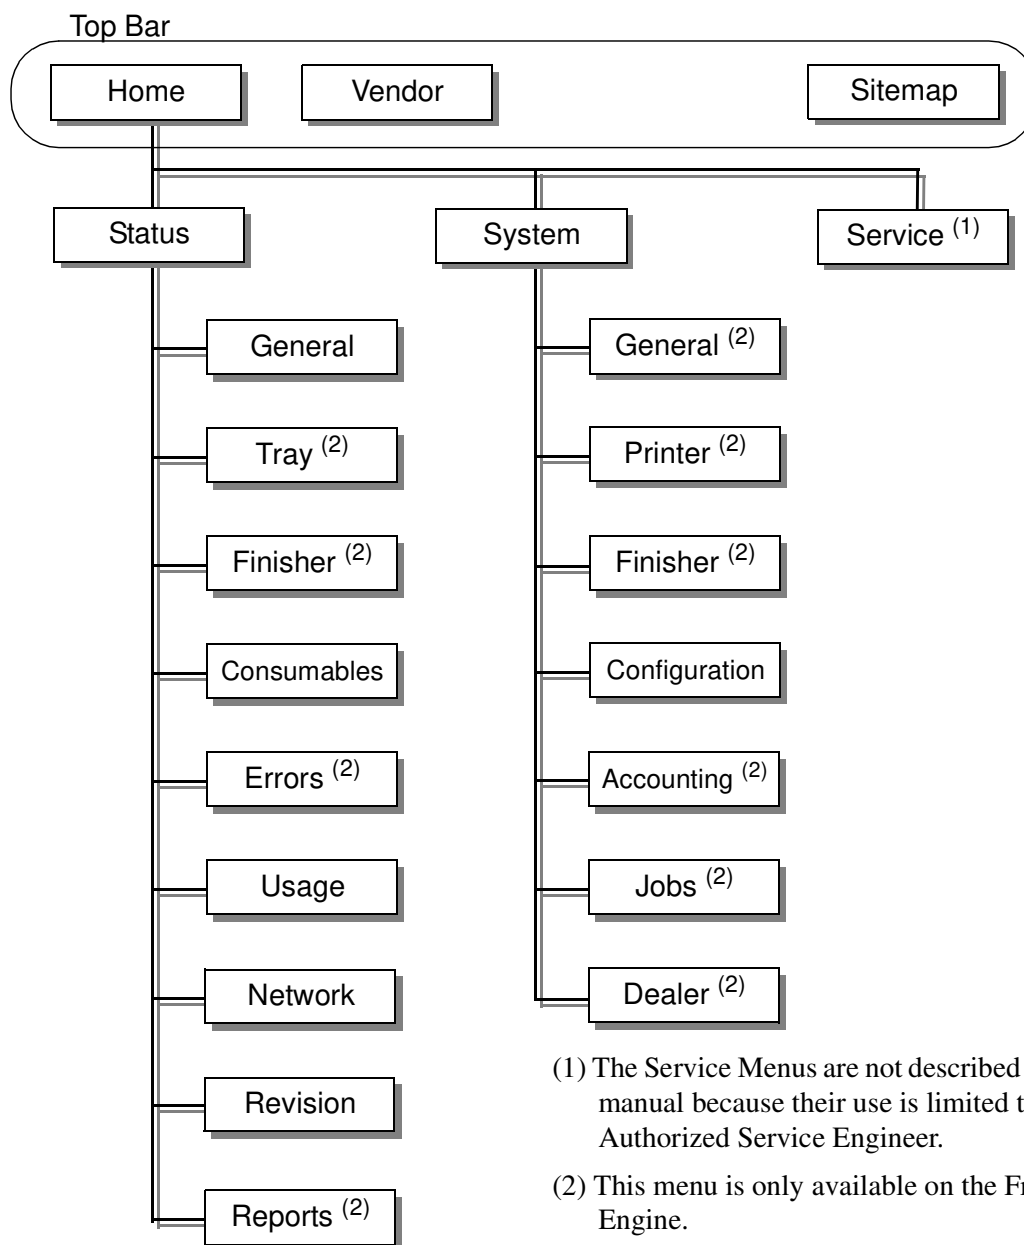 Top Bar
Home
Vendor
Sitemap
Status
System
Service (1)
General
Tray (2)
Finisher (2)
Consumables
Errors (2)
Usage
Network
Revision
Reports (2)
General (2)
Printer (2)
Finisher (2)
Configuration
Accounting (2)
Jobs (2)
Dealer (2)
(1) The Service Menus are not described
manual because their use is limited
Authorized Service Engineer.
(2) This menu is only available on the
Engine.